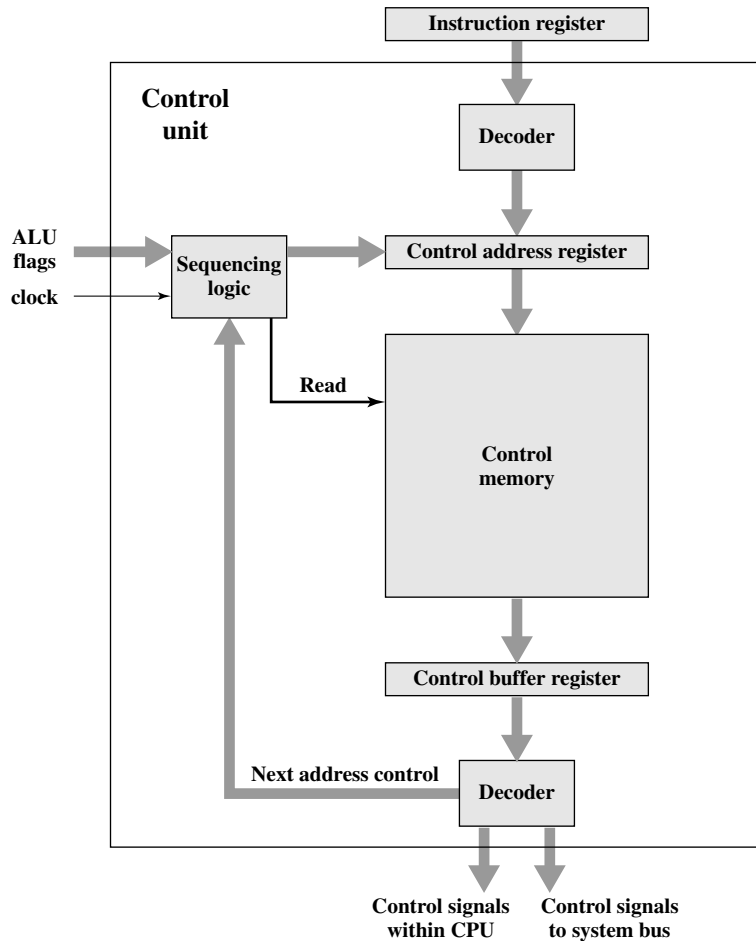 Instruction register
Control
unit
Decoder
ALU
flags
Sequencing
logic
Control address register
clock
Read
Control
memory
Control buffer register
Next address control
Decoder
Control signals
within CPU
Control signals
to system bus